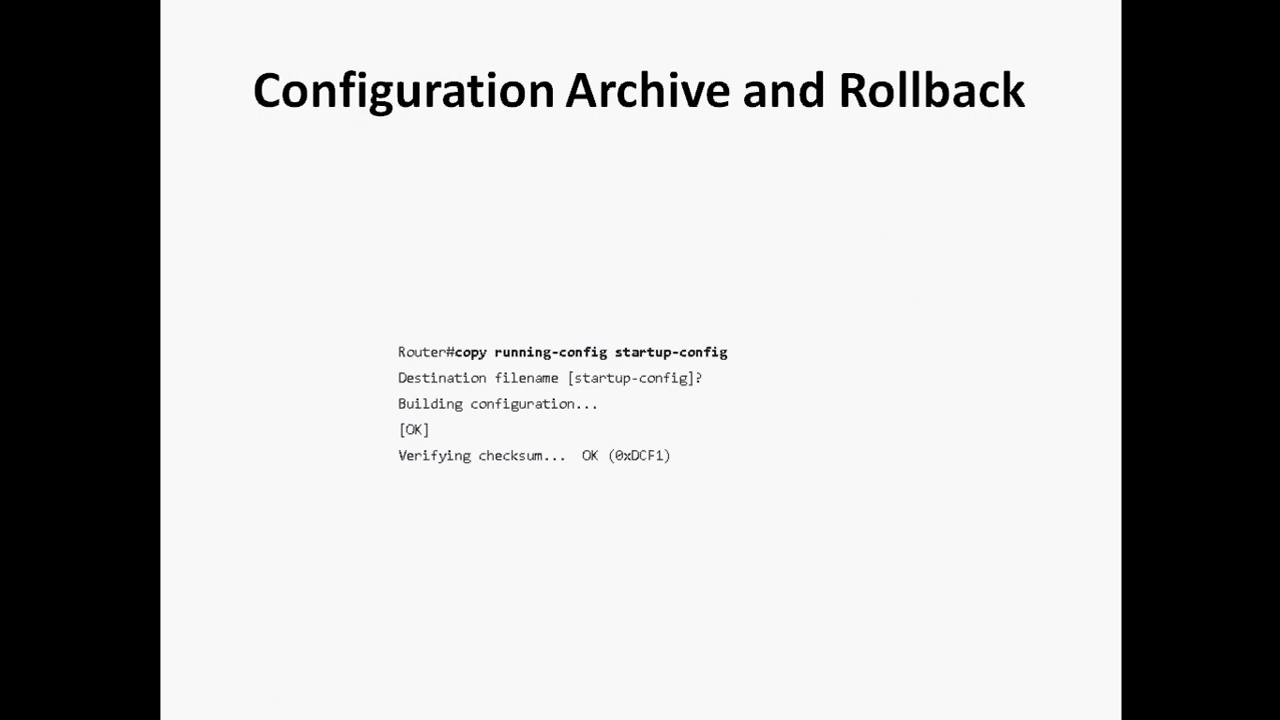 Configuration Archive and Rollback
Router#copy running-config startup-config
Destination filename [startup-config]?
Building configuration...
[OK]
Verifying checksum...  OK (0xDCF1)